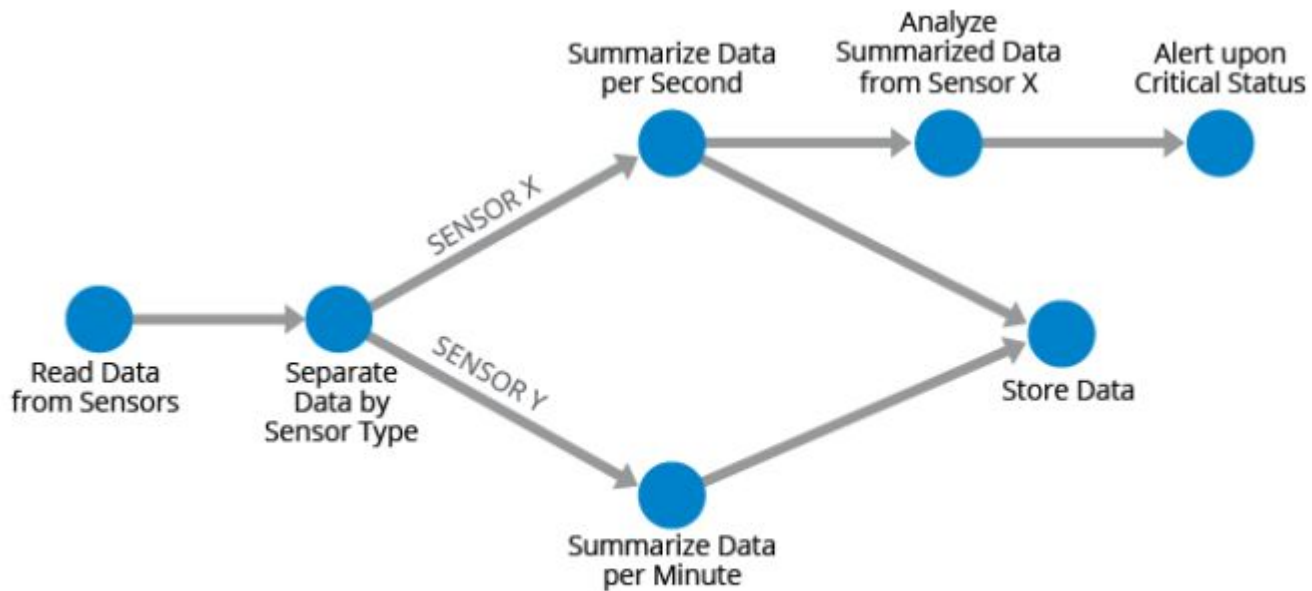 Summarize Data
per Second
Analyze
Summarized Data
from Sensor X
Alert upon
Critical Status
SENSOR X
SENSOR Y
Read Data
from Sensors
Separate
Data by
Sensor Type
Store Data
Summarize Data
per Minute